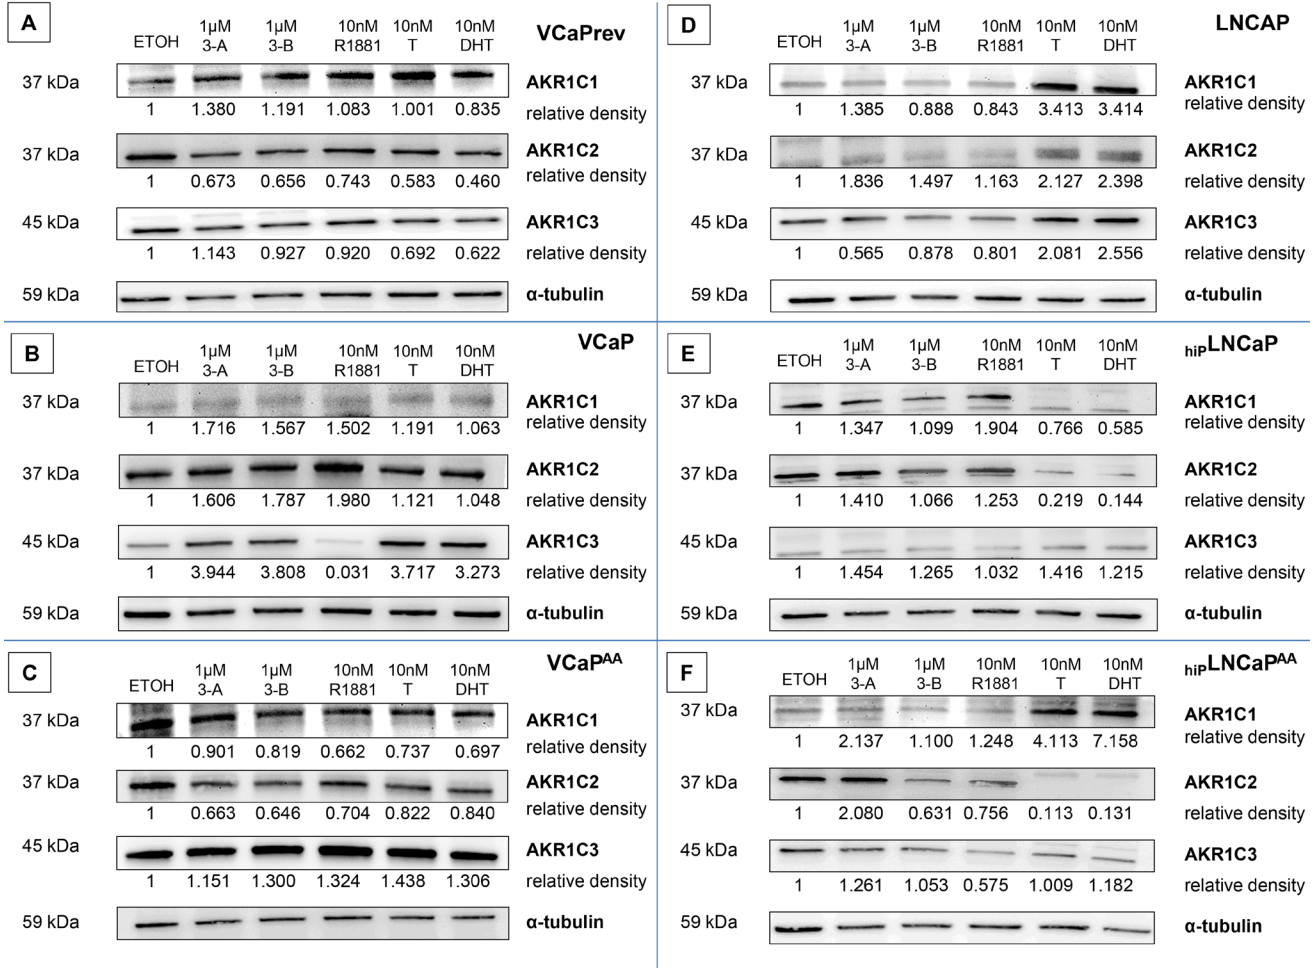 A
VCaPrev
ETOH 1µM 3-A 1µM 3-B 10nM R1881 10nM T 10nM DHT
37 kDa AKR1C1
1 1.380 1.191 1.083 1.001 0.835 relative density
37 kDa AKR1C2
1 0.673 0.656 0.743 0.583 0.460 relative density
45 kDa AKR1C3
1 1.143 0.927 0.920 0.692 0.622 relative density
59 kDa α-tubulin
B
VCaP
ETOH 1µM 3-A 1µM 3-B 10nM R1881 10nM T 10nM DHT
37 kDa AKR1C1
1 1.716 1.567 1.502 1.191 1.063 relative density
37 kDa AKR1C2
1 1.606 1.787 1.980 1.121 1.048 relative density
45 kDa AKR1C3
1 3.944 3.808 0.031 3.717 3.273 relative density
59 kDa α-tubulin
C
VCaPAA
ETOH 1µM 3-A 1µM 3-B 10nM R1881 10nM T 10nM DHT
37 kDa AKR1C1
1 0.901 0.819 0.662 0.737 0.697 relative density
37 kDa AKR1C2
1 0.663 0.646 0.704 0.822 0.840 relative density
45 kDa AKR1C3
1 1.151 1.300 1.324 1.438 1.306 relative density
59 kDa α-tubulin
D
LNCAP
ETOH 1µM 3-A 1µM 3-B 10nM R1881 10nM T 10nM DHT
37 kDa AKR1C1
1 1.385 0.888 0.843 3.413 3.414 relative density
37 kDa AKR1C2
1 1.836 1.497 1.163 2.127 2.398 relative density
45 kDa AKR1C3
1 0.565 0.878 0.801 2.081 2.556 relative density
59 kDa α-tubulin
E
hiPLNCaP
ETOH 1µM 3-A 1µM 3-B 10nM R1881 10nM T 10nM DHT
37 kDa AKR1C1
1 1.347 1.099 1.904 0.766 0.585 relative density
37 kDa AKR1C2
1 1.410 1.066 1.253 0.219 0.144 relative density
45 kDa AKR1C3
1 1.454 1.265 1.032 1.416 1.215 relative density
59 kDa α-tubulin
F
hiPLNCaPAA
ETOH 1µM 3-A 1µM 3-B 10nM R1881 10nM T 10nM DHT
37 kDa AKR1C1
1 2.137 1.100 1.248 4.113 7.158 relative density
37 kDa AKR1C2
1 2.080 0.631 0.756 0.113 0.131 relative density
45 kDa AKR1C3
1 1.261 1.053 0.575 1.009 1.182 relative density
59 kDa α-tubulin